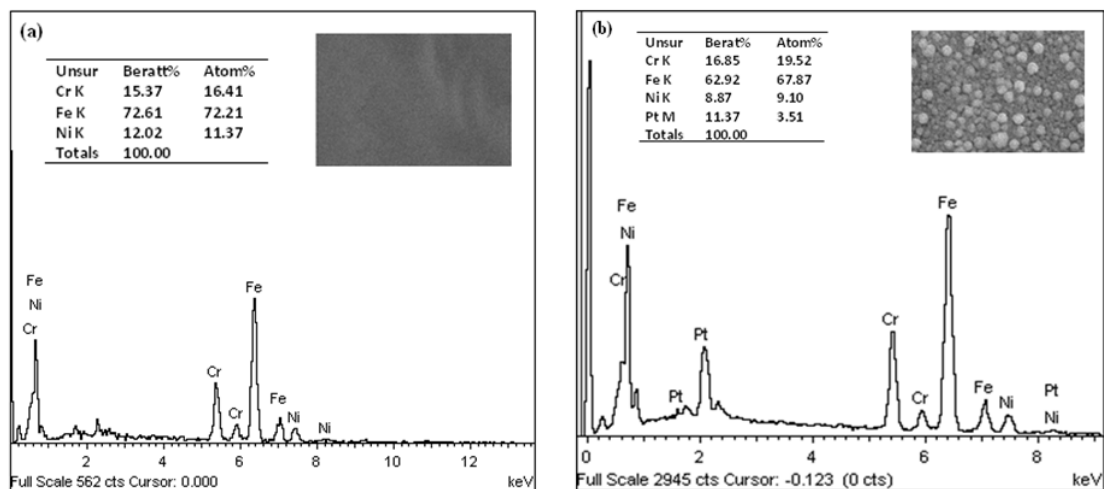 (a)
Unsur Beratt% Atom%
Cr K 15.37 16.41
Fe K 72.61 72.21
Ni K 12.02 11.37
Totals 100.00
Fe
Ni
Cr
Fe
Cr
Cr
Fe
Ni
Ni
2 4 6 8 10 12
Full Scale 562 cts Cursor: 0.000 keV
(b)
Unsur Berat% Atom%
Cr K 16.85 19.52
Fe K 62.92 67.87
Ni K 8.87 9.10
Pt M 11.37 3.51
Totals 100.00
Fe
Ni
Cr
Pt
Pt
Fe
Cr
Cr
Fe
Ni
Pt
Ni
0 2 4 6 8
Full Scale 2945 cts Cursor: -0.123 (0 cts) keV